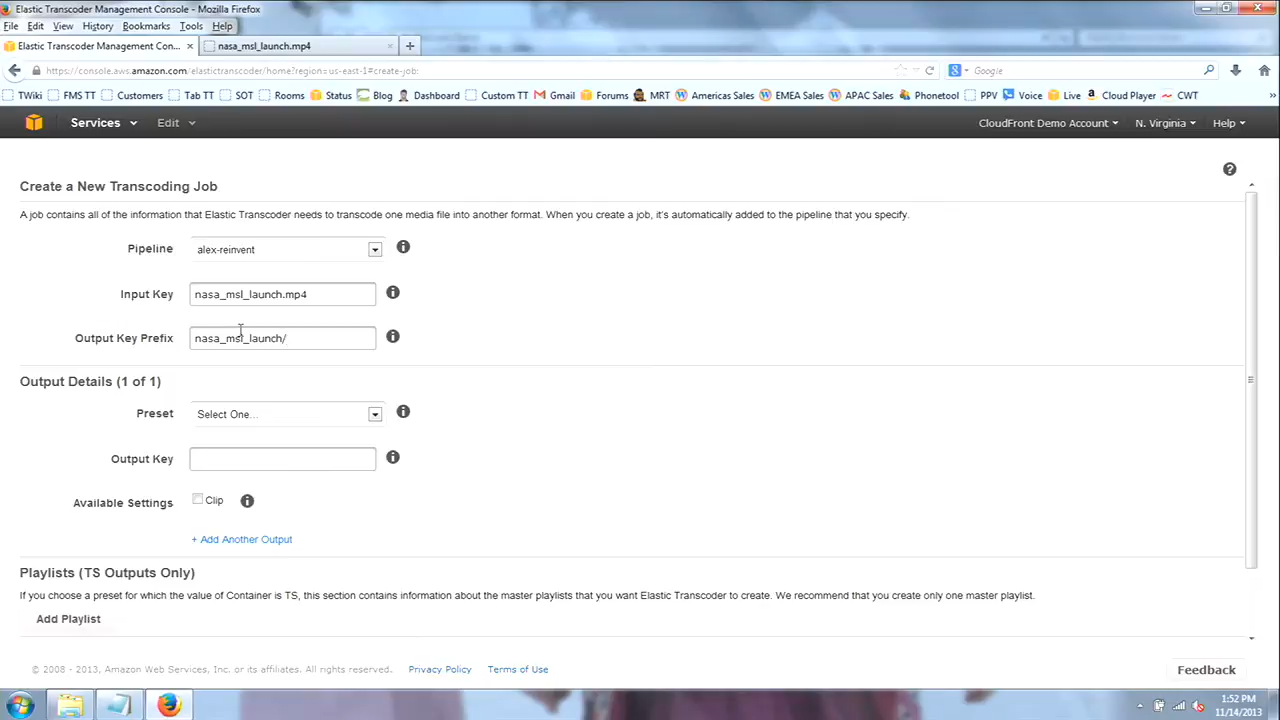 Elastic Transcoder Management Console - Mozilla Firefox
File Edit View History Bookmarks Tools Help
Elastic Transcoder Management Con... × nasa_msl_launch.mp4 × +
https://console.aws.amazon.com/elastictranscoder/home?region=us-east-1#create-job: Google
TWiki FMS TT Customers Tab TT SOT Rooms Status Blog Dashboard Custom TT Gmail Forums MRT Americas Sales EMEA Sales APAC Sales Phonetool PPV Voice Live Cloud Player CWT »
Services Edit CloudFront Demo Account N. Virginia Help
Create a New Transcoding Job
A job contains all of the information that Elastic Transcoder needs to transcode one media file into another format. When you create a job, it's automatically added to the pipeline that you specify.
Pipeline alex-reinvent
Input Key nasa_msl_launch.mp4
Output Key Prefix nasa_msl_launch/
Output Details (1 of 1)
Preset Select One...
Output Key
Available Settings Clip
+ Add Another Output
Playlists (TS Outputs Only)
If you choose a preset for which the value of Container is TS, this section contains information about the master playlists that you want Elastic Transcoder to create. We recommend that you create only one master playlist.
Add Playlist
© 2008 - 2013, Amazon Web Services, Inc. or its affiliates. All rights reserved. Privacy Policy Terms of Use
Feedback
1:52 PM
11/14/2013